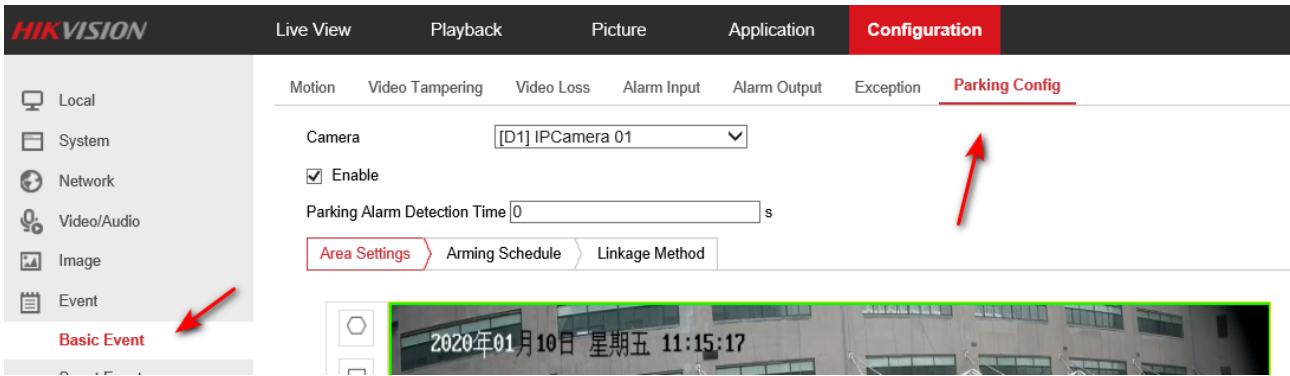 HIKVISION Live View Playback Picture Application Configuration
Motion Video Tampering Video Loss Alarm Input Alarm Output Exception Parking Config
Local
System
Network
Video/Audio
Image
Event
Basic Event
Camera [D1] IPCamera 01
Enable
Parking Alarm Detection Time 0 s
Area Settings Arming Schedule Linkage Method
2020年01月10日 星期五 11:15:17